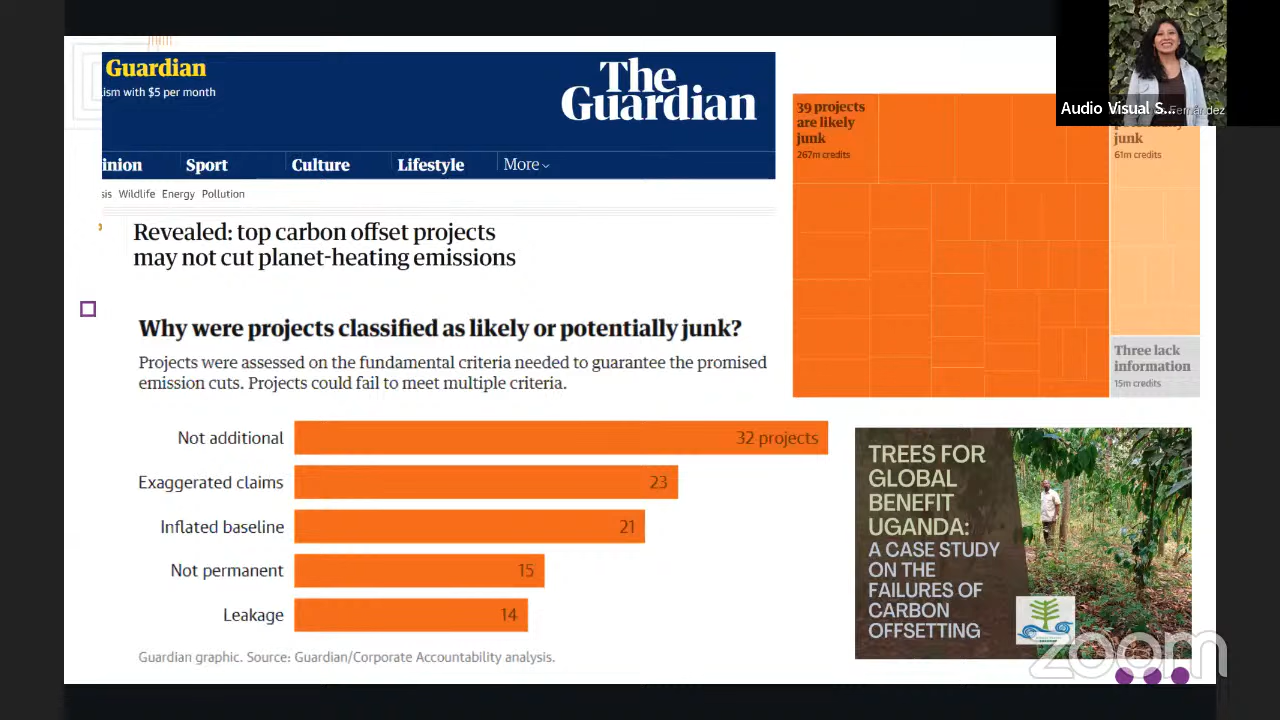 Guardian
lism with $5 per month
The
Guardian
inion
Sport
Culture
Lifestyle
More
sis Wildlife Energy Pollution
Revealed: top carbon offset projects
may not cut planet-heating emissions
Why were projects classified as likely or potentially junk?
Projects were assessed on the fundamental criteria needed to guarantee the promised
emission cuts. Projects could fail to meet multiple criteria.
Not additional 32 projects
Exaggerated claims 23
Inflated baseline 21
Not permanent 15
Leakage 14
Guardian graphic. Source: Guardian/Corporate Accountability analysis.
39 projects
are likely
junk
267m credits
Audio Visual S... Fernández
junk
61m credits
Three lack
information
15m credits
TREES FOR
GLOBAL
BENEFIT
UGANDA:
A CASE STUDY
ON THE
FAILURES OF
CARBON
OFFSETTING
zoom